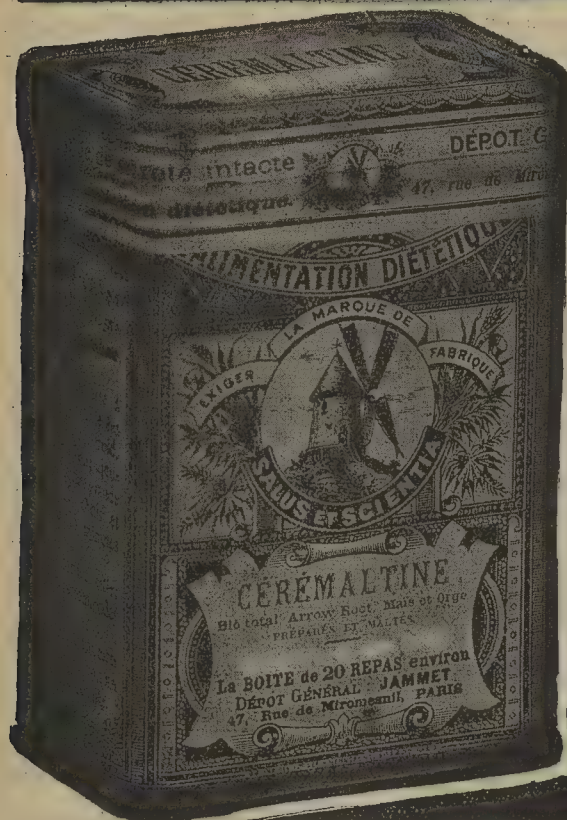 CÉRÉMALTINE
intacte
diététique.
DÉPOT
47, rue de
ALIMENTATION DIÉTÉTIQUE
EXIGER LA MARQUE DE FABRIQUE
SALUS ET SCIENTIA
CÉRÉMALTINE
Blé total, Arrow Root, Maïs et Orge
PRÉPARÉS ET MALTÉS
La BOITE de 20 REPAS environ
DÉPOT GÉNÉRAL JAMMET
47, Rue de Miromesnil, PARIS